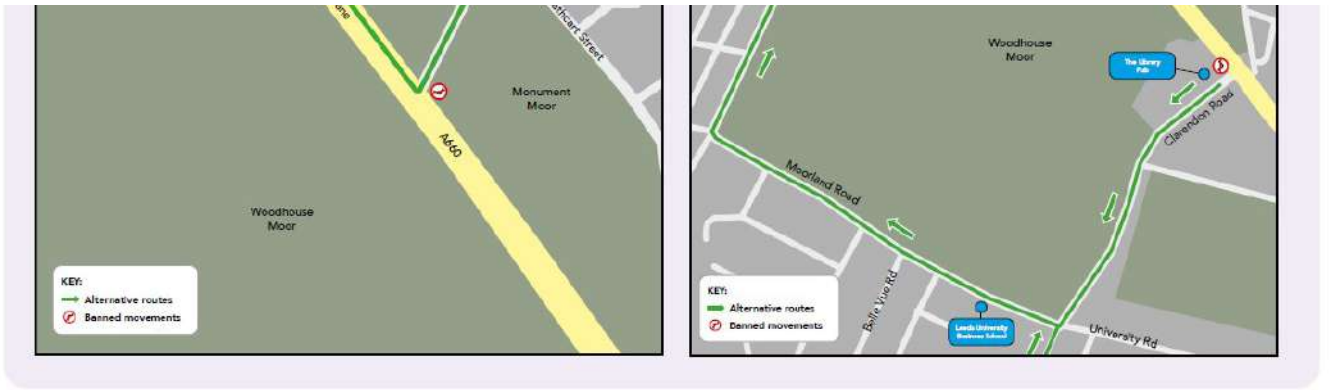 thcart Street
Monument
Moor
A660
Woodhouse
Moor
KEY:
Alternative routes
Banned movements
Woodhouse
Moor
The Library
Pub
Clarendon Road
Moorland Road
Belle Vue Rd
Leeds University
Business School
University Rd
KEY:
Alternative routes
Banned movements